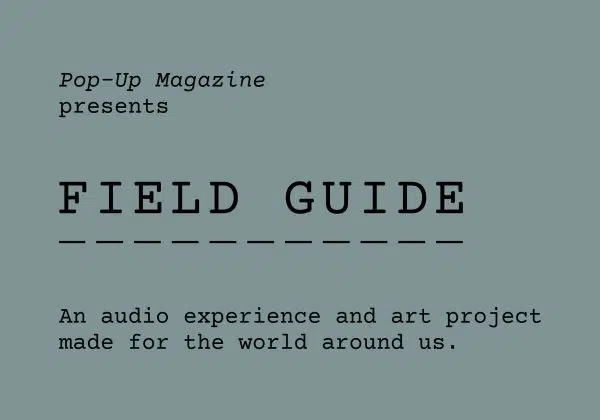 Pop-Up Magazine
presents
FIELD GUIDE
An audio experience and art project
made for the world around us.